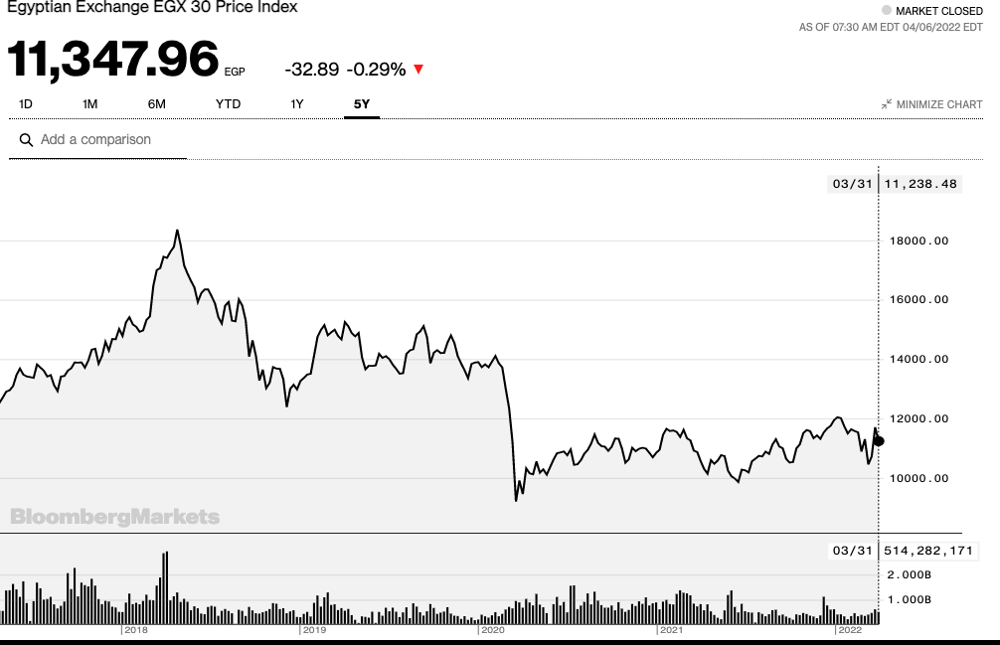 Egyptian Exchange EGX 30 Price Index
MARKET CLOSED
AS OF 07:30 AM EDT 04/06/2022 EDT
11,347.96 EGP -32.89 -0.29%
1D 1M 6M YTD 1Y 5Y
MINIMIZE CHART
Add a comparison
03/31 11,238.48
18000.00
16000.00
14000.00
12000.00
10000.00
BloombergMarkets
03/31 514,282,171
2.000B
1.000B
2018 2019 2020 2021 2022